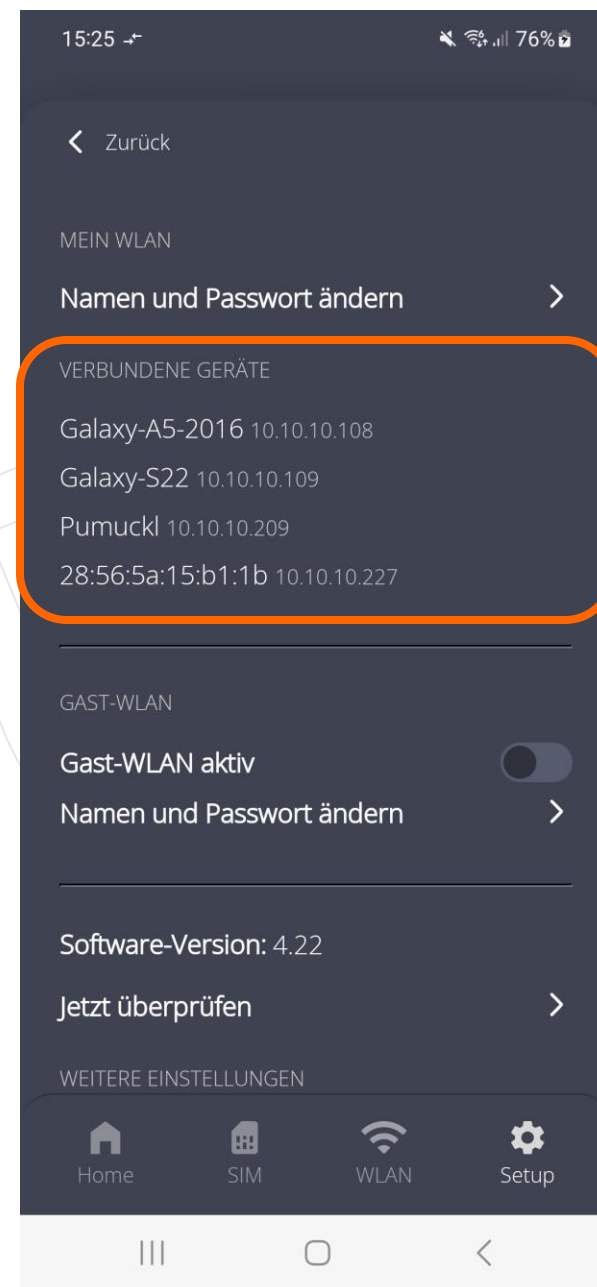 15:25 76%
Zurück
MEIN WLAN
Namen und Passwort ändern
VERBUNDENE GERÄTE
Galaxy-A5-2016 10.10.10.108
Galaxy-S22 10.10.10.109
Pumuckl 10.10.10.209
28:56:5a:15:b1:1b 10.10.10.227
GAST-WLAN
Gast-WLAN aktiv
Namen und Passwort ändern
Software-Version: 4.22
Jetzt überprüfen
WEITERE EINSTELLUNGEN
Home SIM WLAN Setup